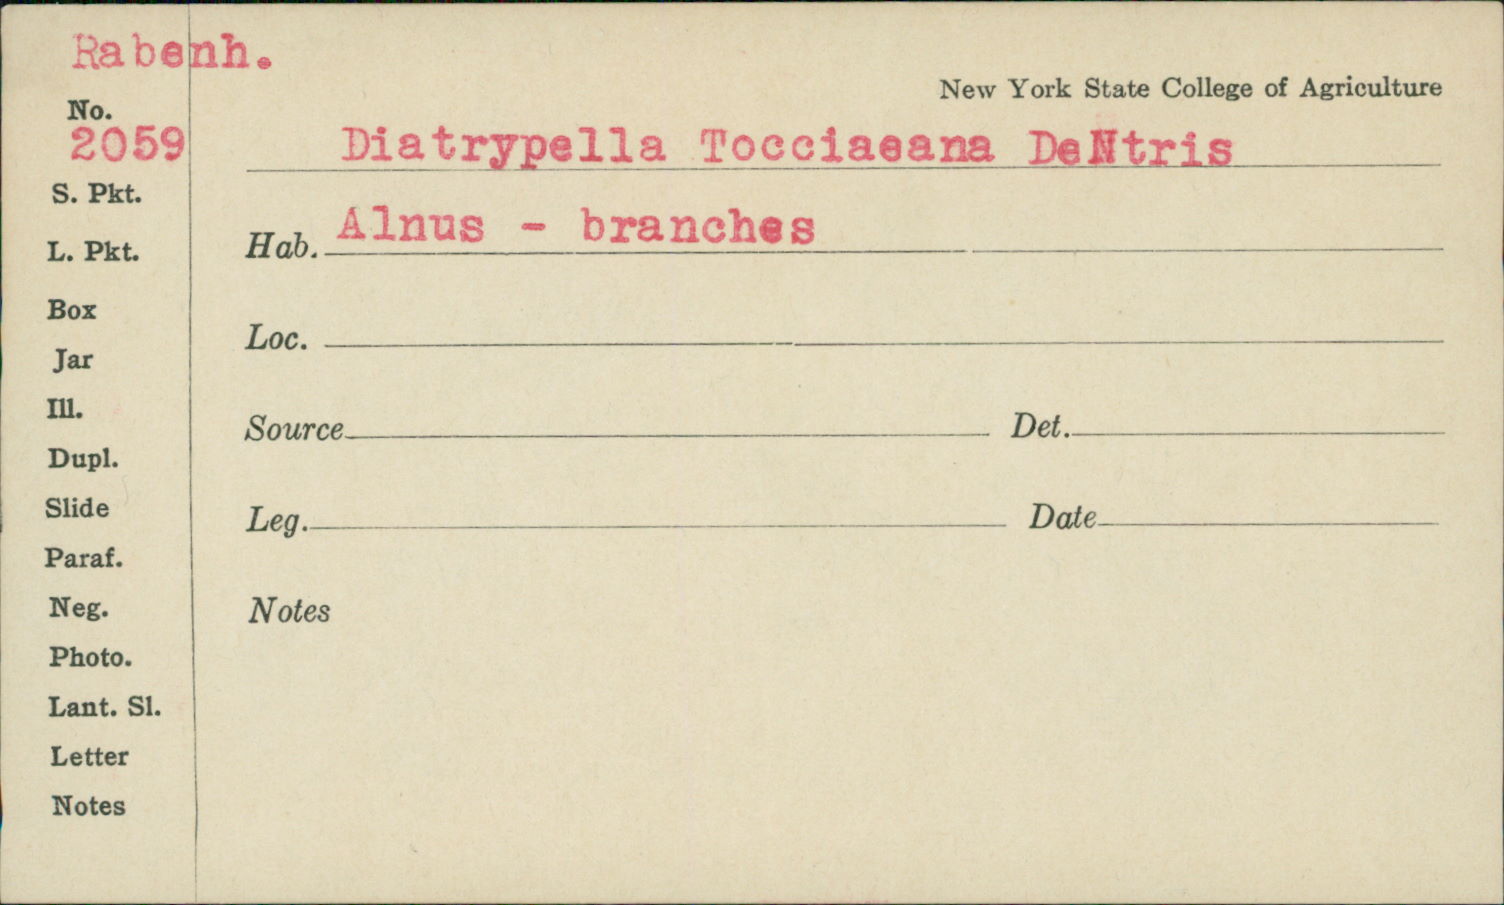 Rabenh.
New York State College of Agriculture
No.
2059
Diatrypella Tocciaeana DeNtris
S. Pkt.
Hab. Alnus - branches
L. Pkt.
Box
Loc.
Jar
Ill.
Source Det.
Dupl.
Slide
Leg. Date
Paraf.
Neg.
Notes
Photo.
Lant. Sl.
Letter
Notes